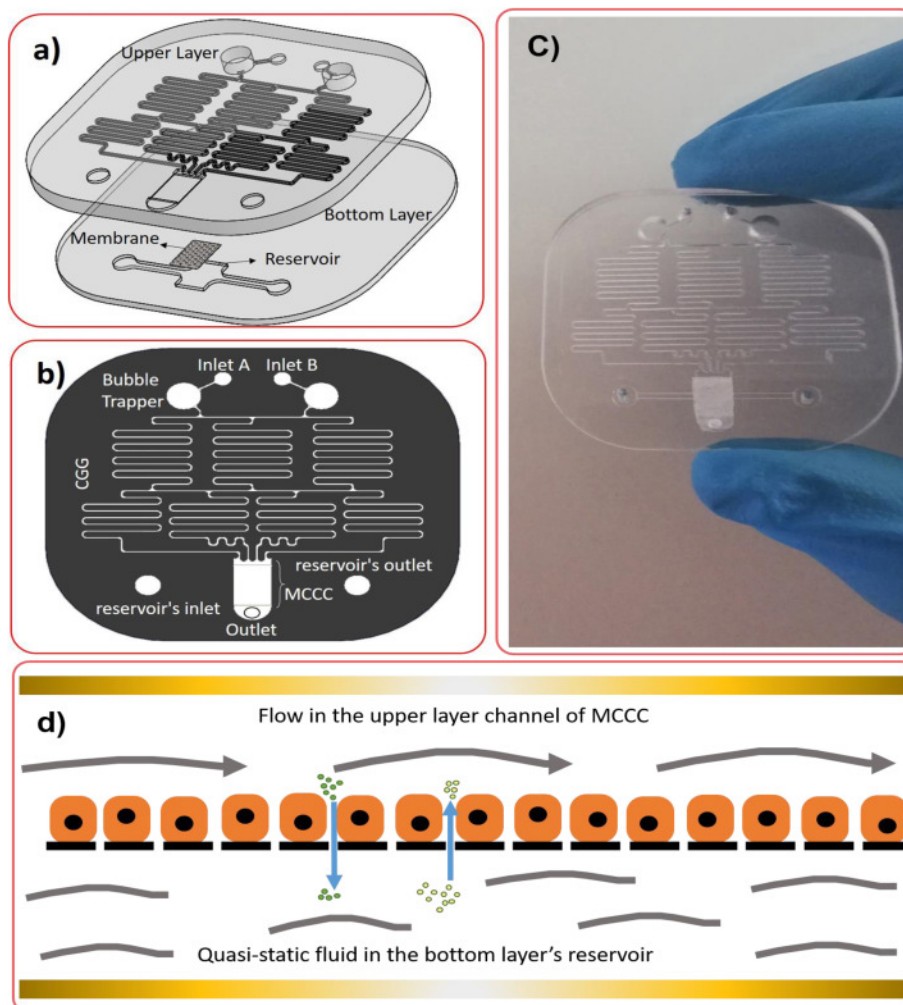 a)
Upper Layer
Bottom Layer
Membrane
Reservoir
b)
Inlet A
Inlet B
Bubble
Trapper
CGG
reservoir's outlet
MCCC
reservoir's inlet
Outlet
C)
d)
Flow in the upper layer channel of MCCC
Quasi-static fluid in the bottom layer's reservoir